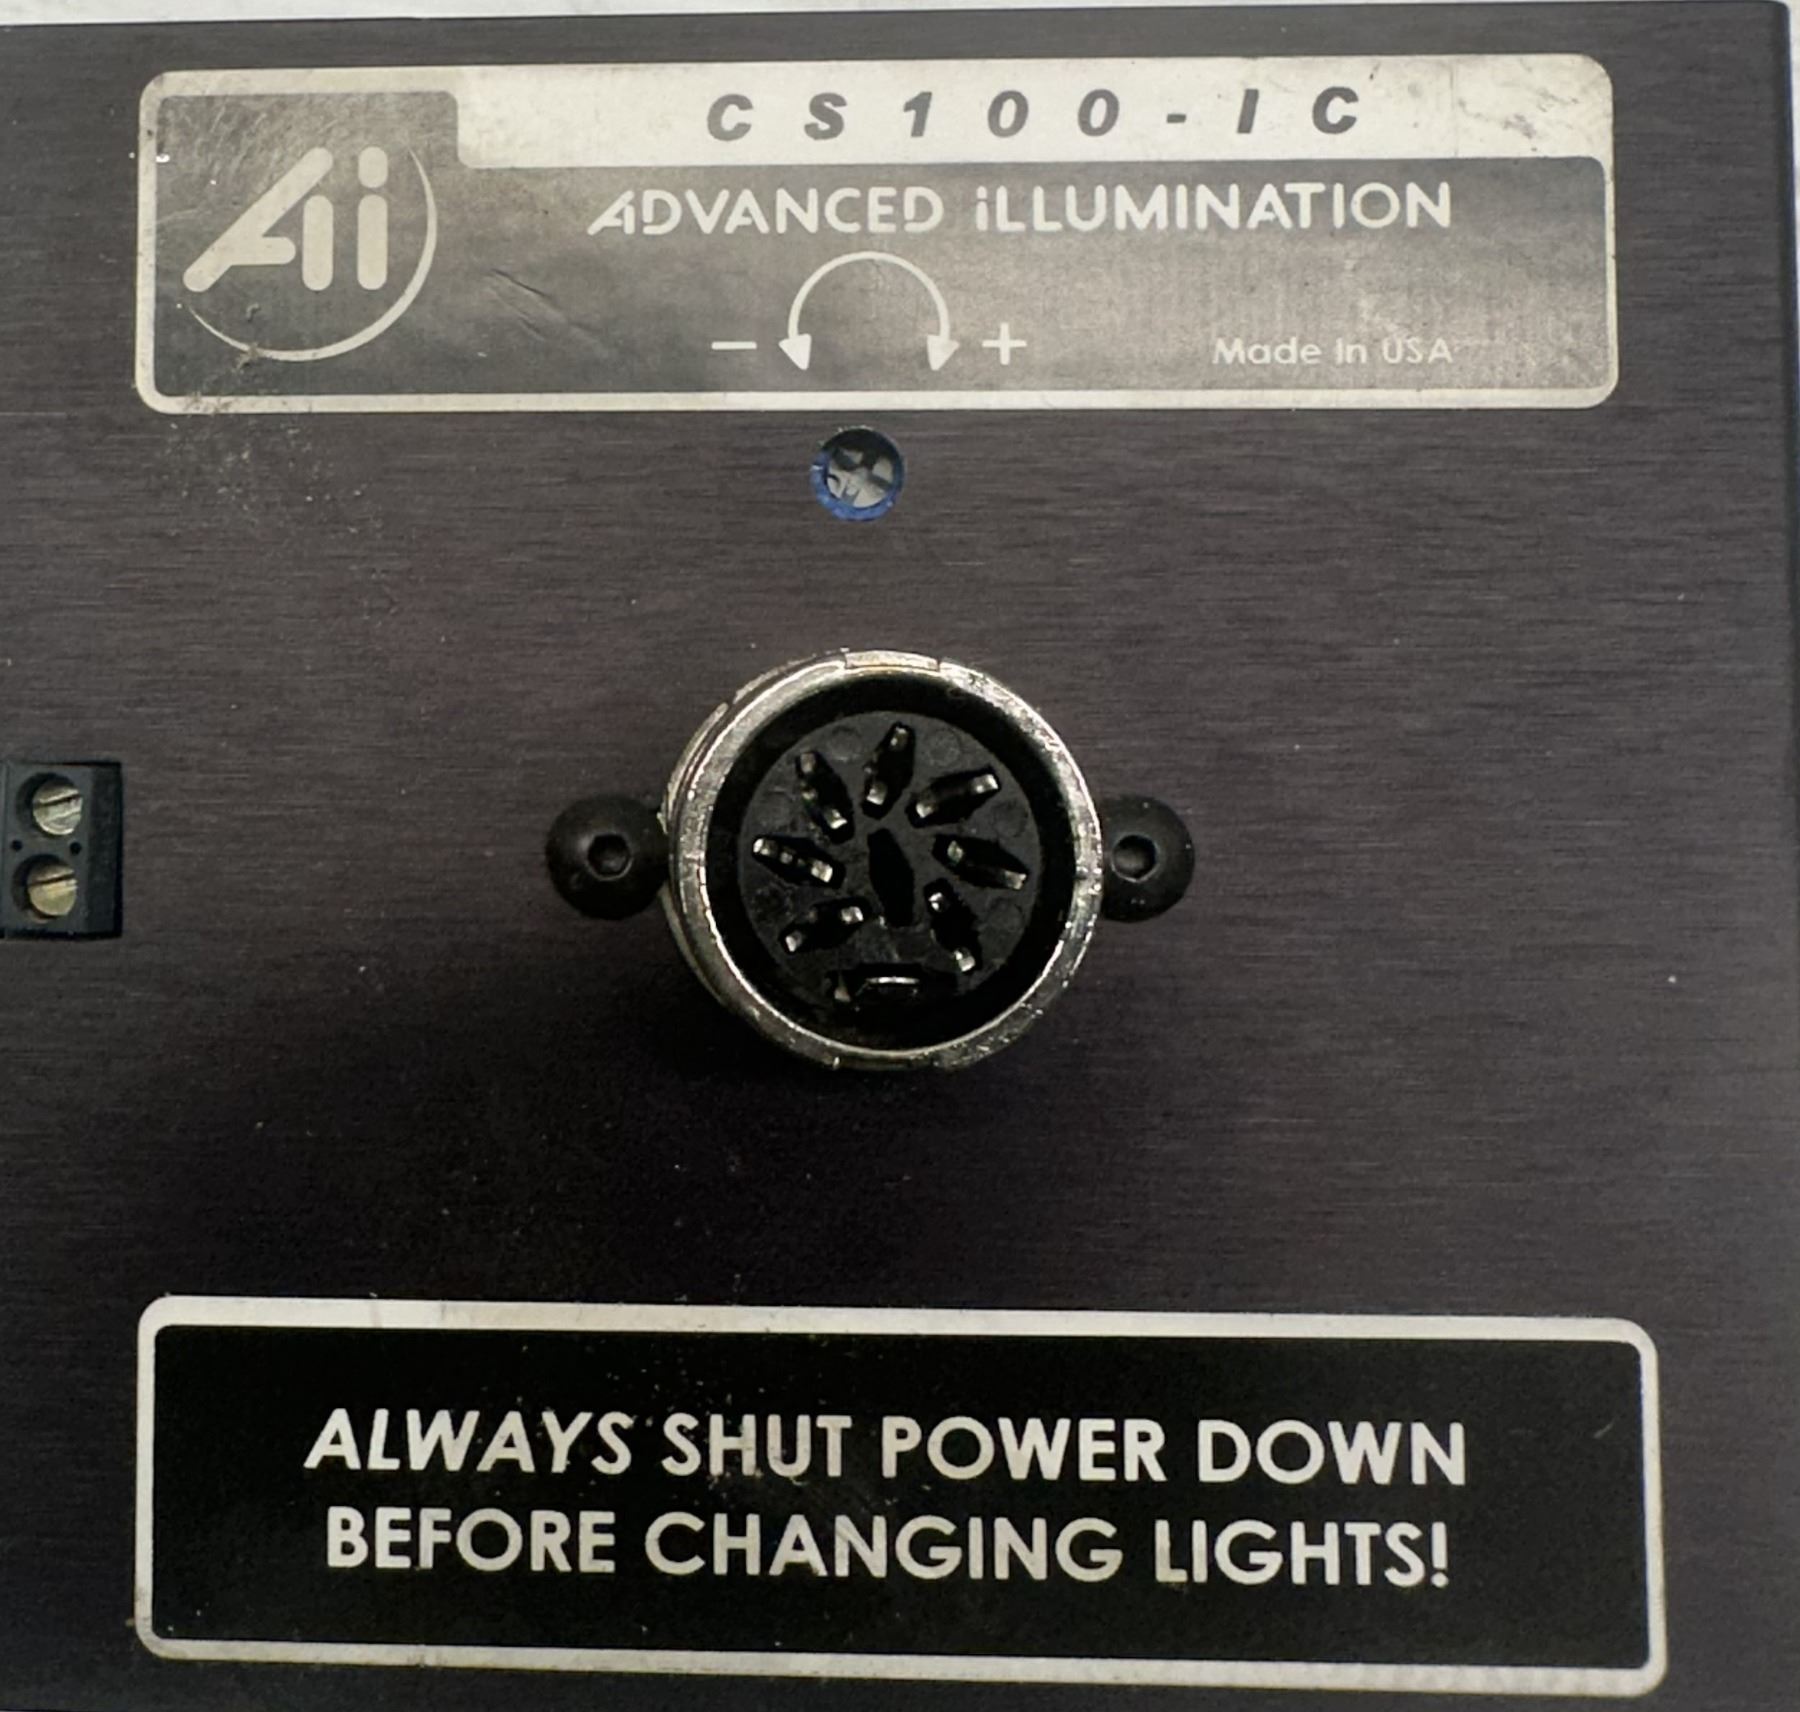 CS100-IC
Ai
ADVANCED iLLUMINATION
- +
Made In USA
ALWAYS SHUT POWER DOWN
BEFORE CHANGING LIGHTS!